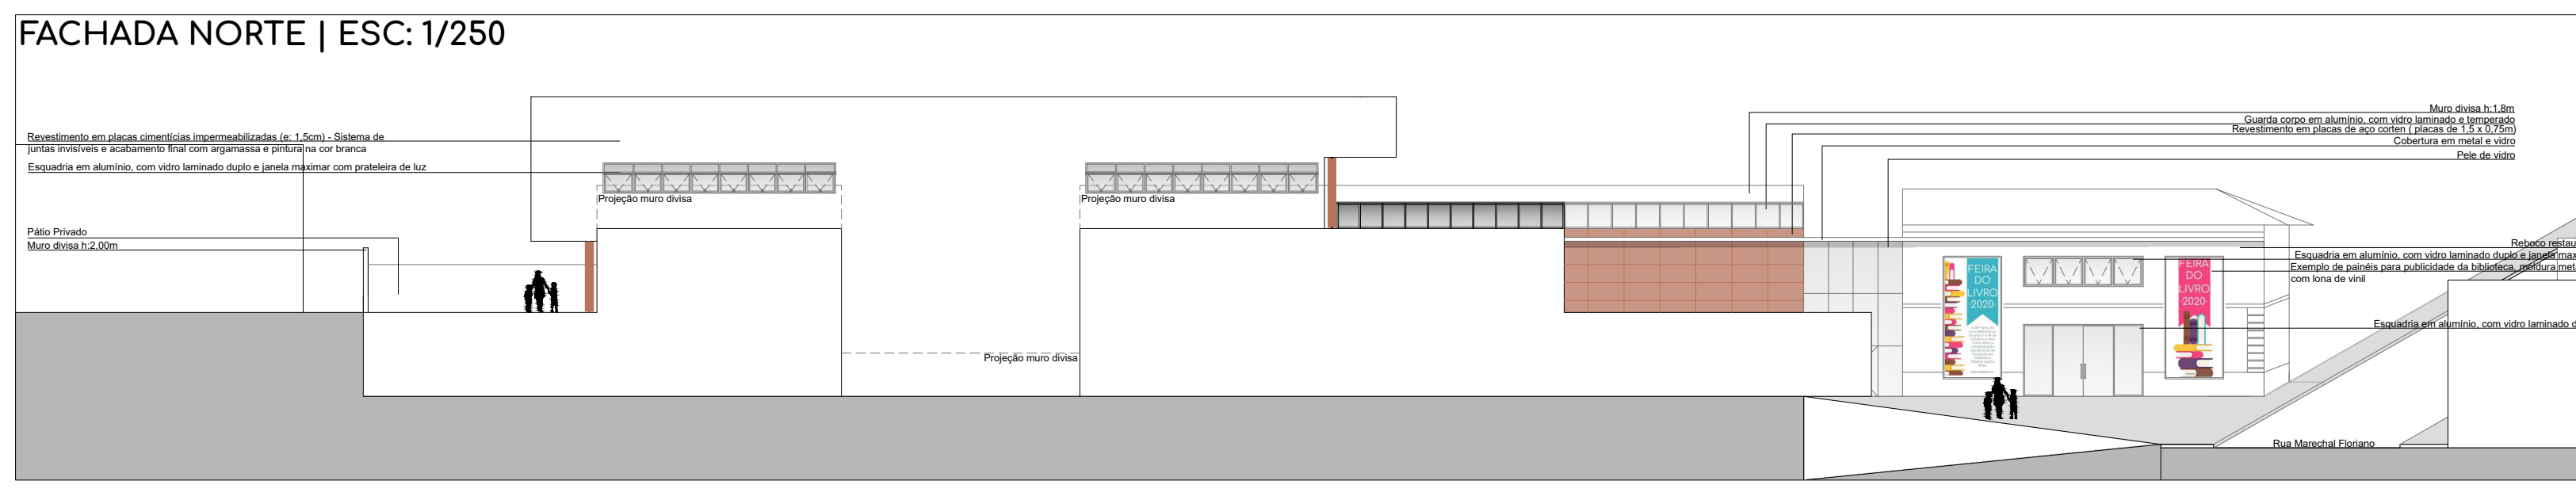 FACHADA NORTE | ESC: 1/250
Revestimento em placas cimentícias impermeabilizadas (e: 1,5cm) - Sistema de
juntas invisíveis e acabamento final com argamassa e pintura na cor branca
Esquadria em alumínio, com vidro laminado duplo e janela maximar com prateleira de luz
Pátio Privado
Muro divisa h:2,00m
Projeção muro divisa
Projeção muro divisa
Projeção muro divisa
Muro divisa h:1,8m
Guarda corpo em alumínio, com vidro laminado e temperado
Revestimento em placas de aço corten ( placas de 1,5 x 0,75m)
Cobertura em metal e vidro
Pele de vidro
FEIRA
DO
LIVRO
·2020·
FEIRA
DO
LIVRO
·2020·
Reboco restau
Esquadria em alumínio, com vidro laminado duplo e janela max
Exemplo de painéis para publicidade da biblioteca, moldura met
com lona de vinil
Esquadria em alumínio, com vidro laminado d
Rua Marechal Floriano